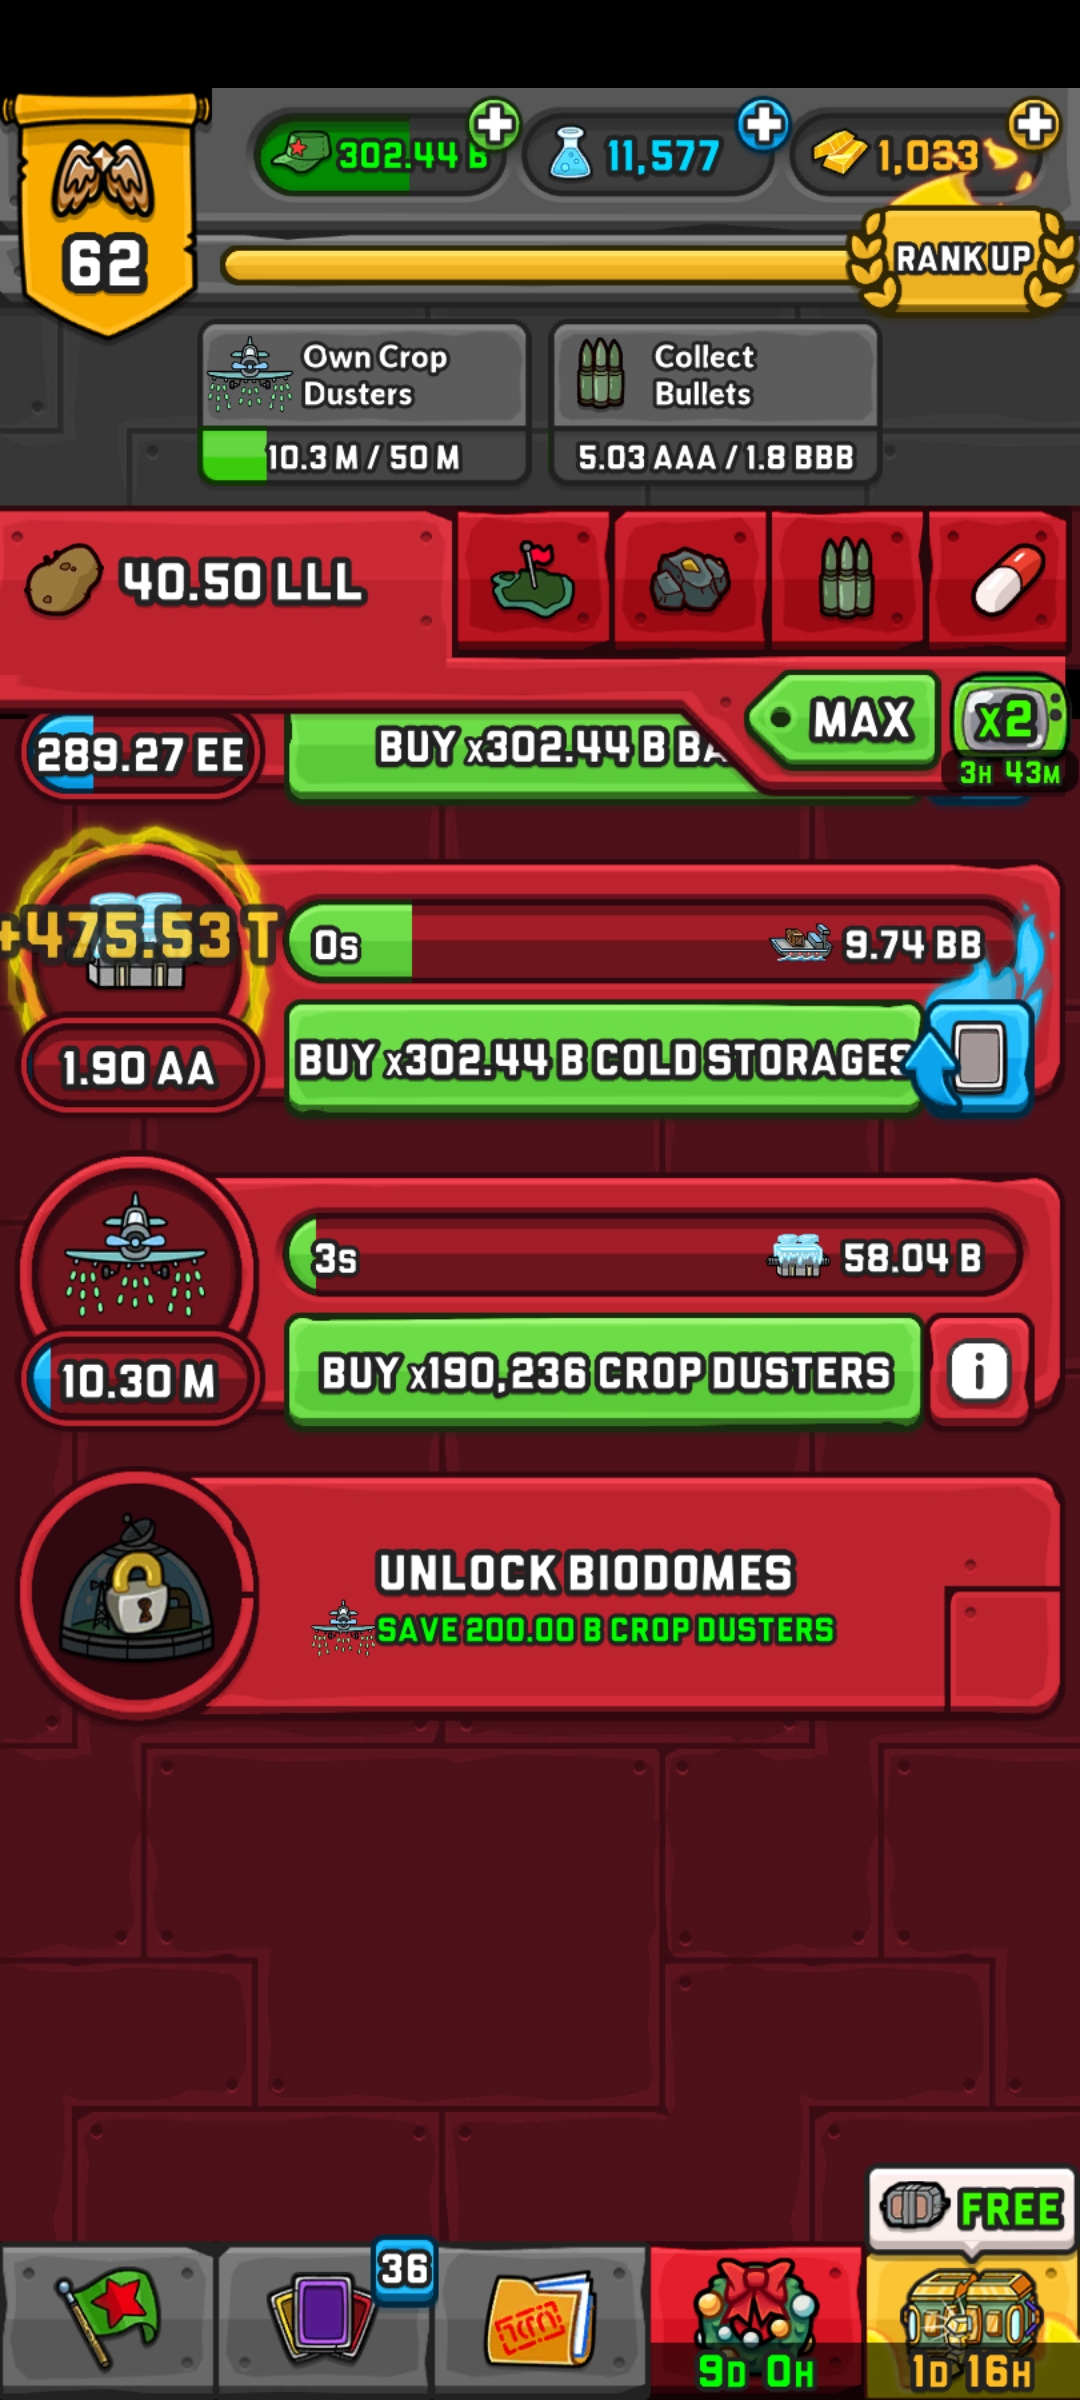 62
302.44 B
11,577
1,033
RANK UP
Own Crop
Dusters
10.3 M / 50 M
Collect
Bullets
5.03 AAA / 1.8 BBB
40.50 LLL
MAX
x2
3H 43M
289.27 EE
BUY x302.44 B BA
+475.53 T
0s
9.74 BB
1.90 AA
BUY x302.44 B COLD STORAGES
3s
58.04 B
10.30 M
BUY x190,236 CROP DUSTERS
i
UNLOCK BIODOMES
SAVE 200.00 B CROP DUSTERS
FREE
36
9D 0H
1D 16H